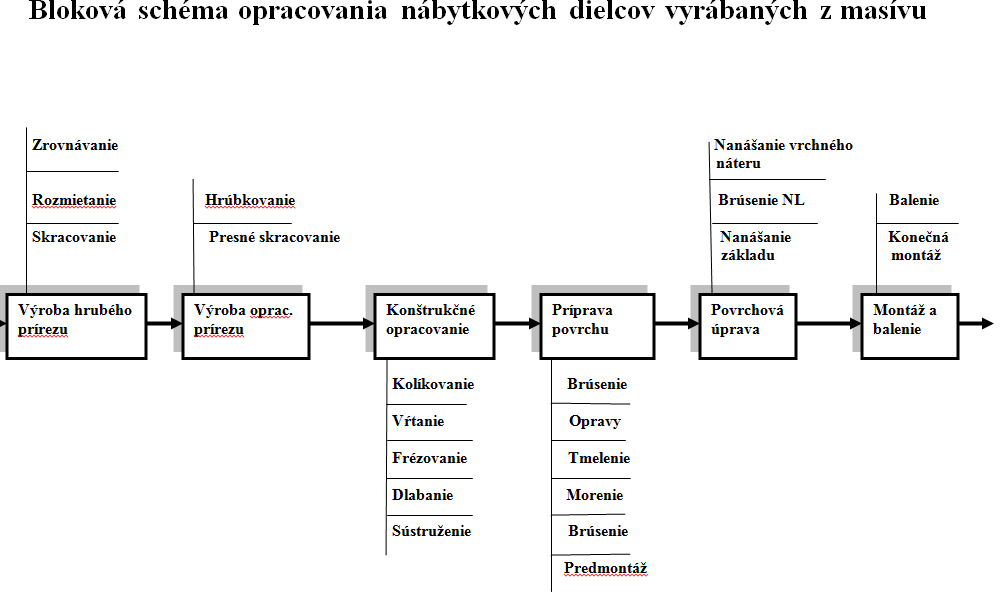 Bloková schéma opracovania nábytkových dielcov vyrábaných z masívu
Zrovnávanie
Rozmietanie
Skracovanie
Hrúbkovanie
Presné skracovanie
Nanášanie vrchného
náteru
Brúsenie NL
Nanášanie
základu
Balenie
Konečná
montáž
Výroba hrubého
prírezu
Výroba oprac.
prírezu
Konštrukčné
opracovanie
Príprava
povrchu
Povrchová
úprava
Montáž a
balenie
Kolíkovanie
Vŕtanie
Frézovanie
Dlabanie
Sústruženie
Brúsenie
Opravy
Tmelenie
Morenie
Brúsenie
Predmontáž